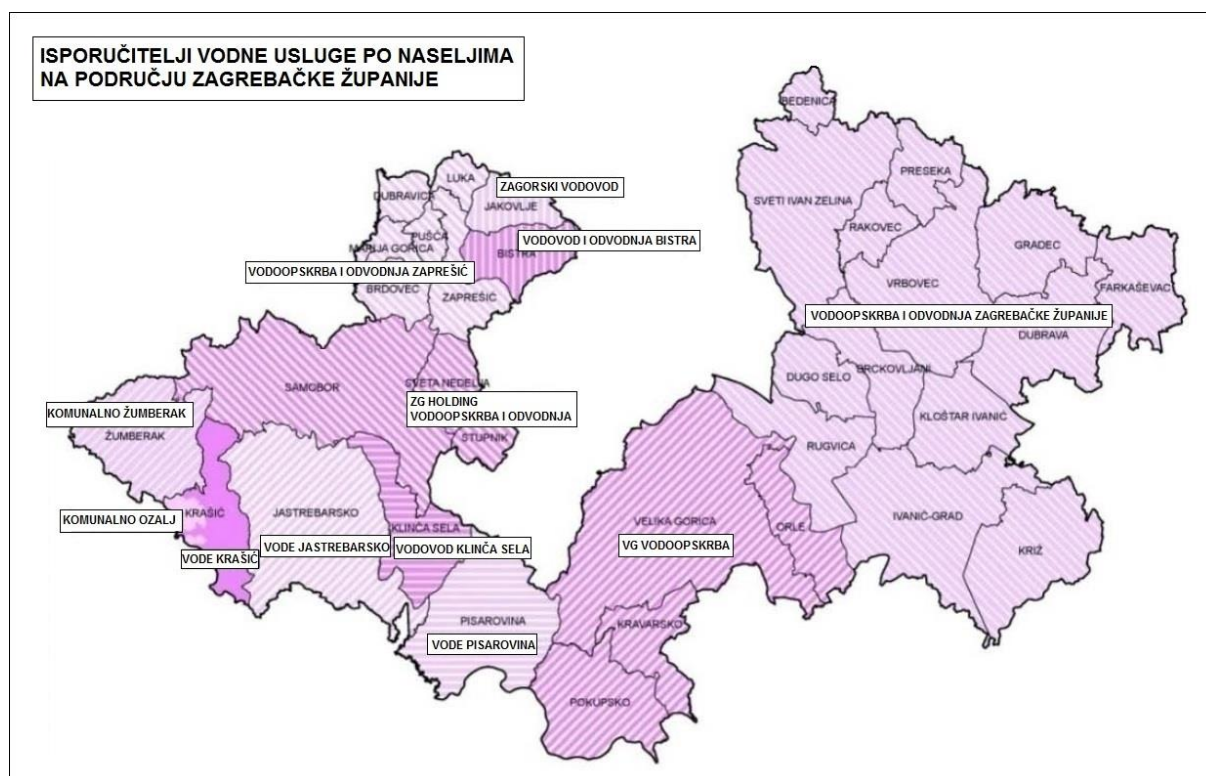 ISPORUČITELJI VODNE USLUGE PO NASELJIMA
NA PODRUČJU ZAGREBAČKE ŽUPANIJE
BEDENICA
LUKA
DUBRAVICA
ZAGORSKI VODOVOD
JAKOVLJE
PRESEKA
SVETI IVAN ZELINA
RAKOVEC
PUŠĆA
MARIJA GORICA
VODOVOD I ODVODNJA BISTRA
BISTRA
GRADEC
VODOOPSKRBA I ODVODNJA ZAPREŠIĆ
BRDOVEC
ZAPREŠIĆ
VRBOVEC
FARKAŠEVAC
VODOOPSKRBA I ODVODNJA ZAGREBAČKE ŽUPANIJE
DUBRAVA
SAMOBOR
SVETA NEDELJA
DUGO SELO
BRCKOVLJANI
KLOŠTAR IVANIĆ
KOMUNALNO ŽUMBERAK
ŽUMBERAK
ZG HOLDING
VODOOPSKRBA I ODVODNJA
STUPNIK
RUGVICA
KRAŠIĆ
KOMUNALNO OZALJ
JASTREBARSKO
KLINČA SELA
VELIKA GORICA
ORLE
IVANIĆ-GRAD
KRIŽ
VODE KRAŠIĆ
VODE JASTREBARSKO
VODOVOD KLINČA SELA
VG VODOOPSKRBA
PISAROVINA
VODE PISAROVINA
KRAVARSKO
POKUPSKO